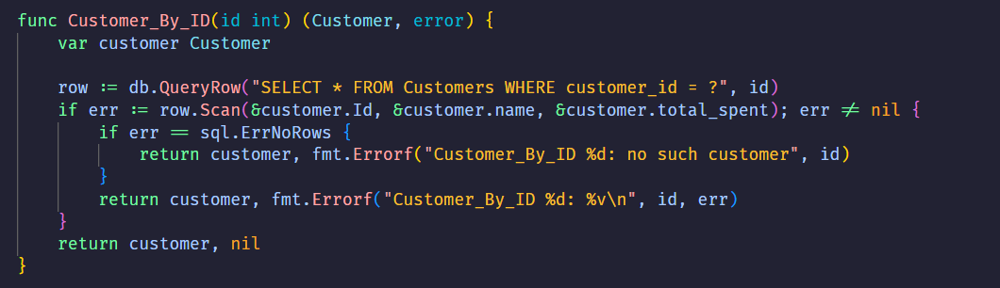 func Customer_By_ID(id int) (Customer, error) {
    var customer Customer

    row := db.QueryRow("SELECT * FROM Customers WHERE customer_id = ?", id)
    if err := row.Scan(&customer.Id, &customer.name, &customer.total_spent); err != nil {
        if err == sql.ErrNoRows {
            return customer, fmt.Errorf("Customer_By_ID %d: no such customer", id)
        }
        return customer, fmt.Errorf("Customer_By_ID %d: %v\n", id, err)
    }
    return customer, nil
}